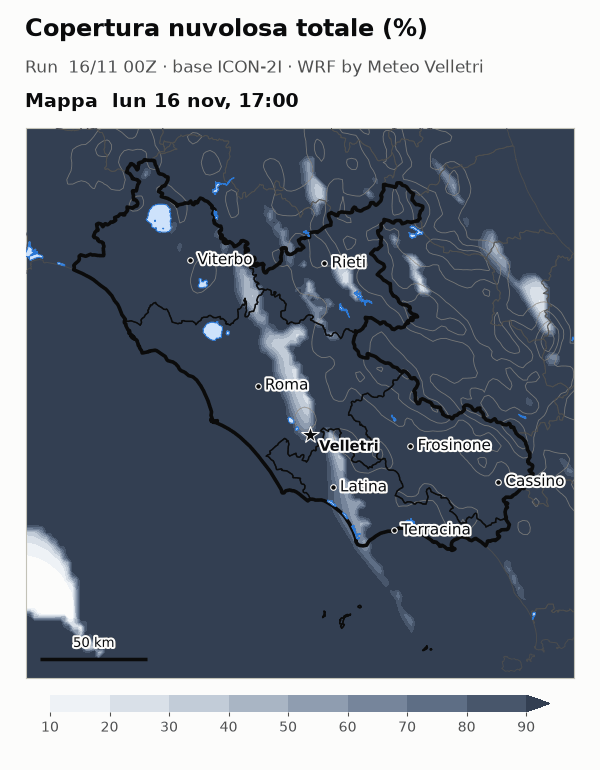 Copertura nuvolosa totale (%)
Run  16/11 00Z · base ICON-2I · WRF by Meteo Velletri
Mappa  lun 16 nov, 17:00
Viterbo
Rieti
Roma
Velletri
Frosinone
Latina
Cassino
Terracina
50 km
10 20 30 40 50 60 70 80 90